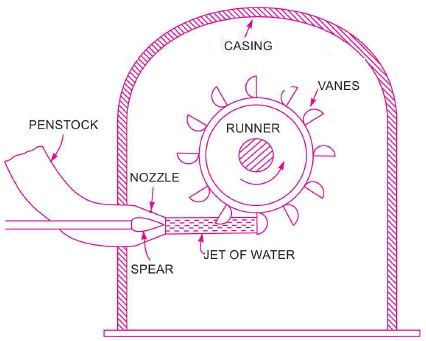 CASING
VANES
PENSTOCK
RUNNER
NOZZLE
JET OF WATER
SPEAR